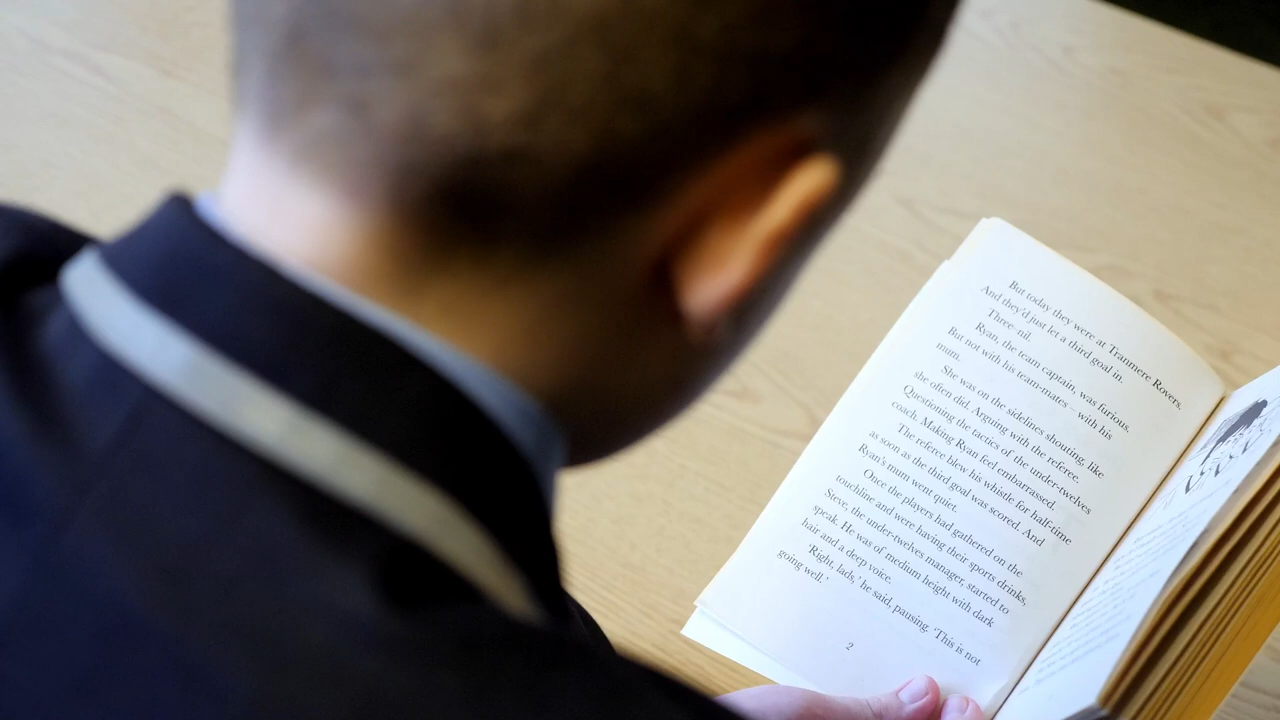 But today they were at Tranmere Rovers.
And they'd just let a third goal in.
Three–nil.
Ryan, the team captain, was furious.
But not with his team-mates – with his
mum.
She was on the sidelines shouting, like
she often did. Arguing with the referee.
Questioning the tactics of the under-twelves
coach. Making Ryan feel embarrassed.
The referee blew his whistle for half-time
as soon as the third goal was scored. And
Ryan's mum went quiet.
Once the players had gathered on the
touchline and were having their sports drinks,
Steve, the under-twelves manager, started to
speak. He was of medium height with dark
hair and a deep voice.
'Right, lads,' he said, pausing. 'This is not
going well.'
2